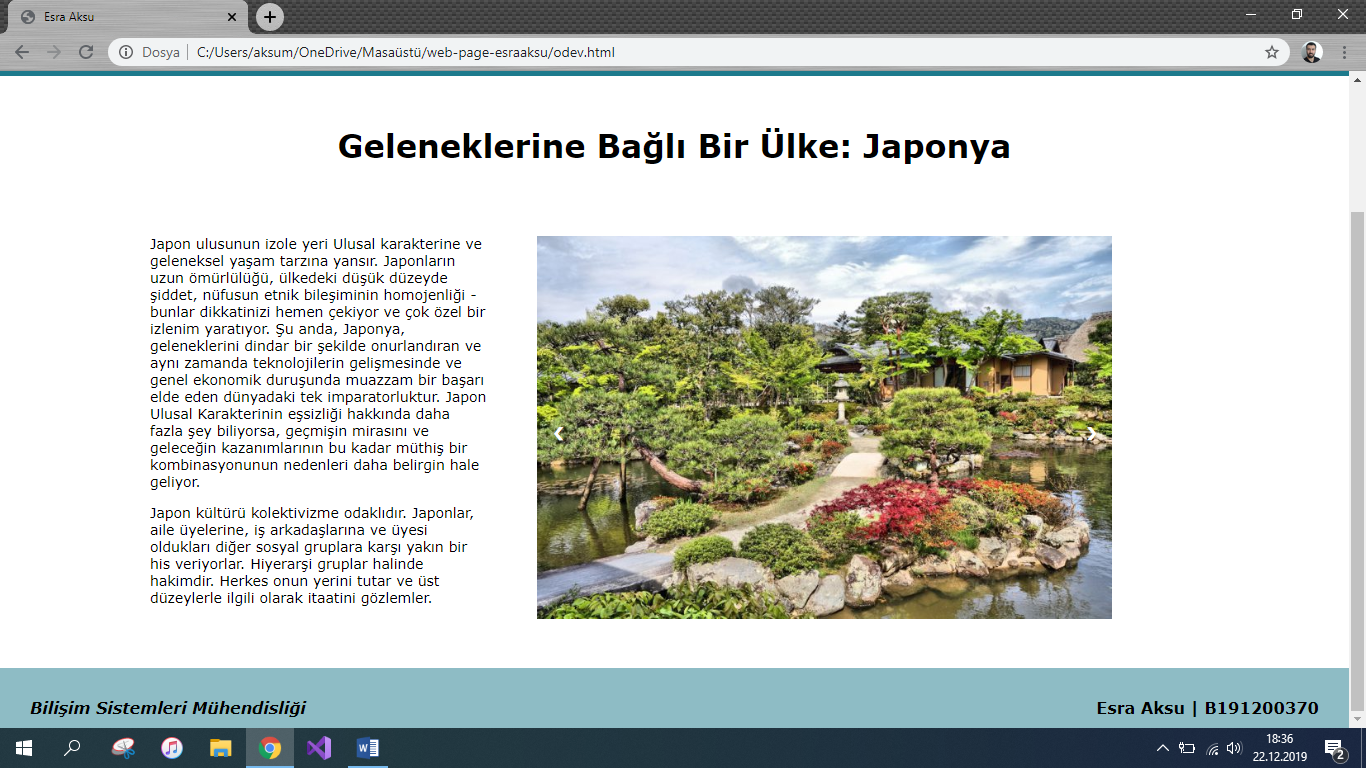 Esra Aksu
Dosya
C:/Users/aksum/OneDrive/Masaüstü/web-page-esraaksu/odev.html
Geleneklerine Bağlı Bir Ülke: Japonya
Japon ulusunun izole yeri Ulusal karakterine ve
geleneksel yaşam tarzına yansır. Japonların
uzun ömürlülüğü, ülkedeki düşük düzeyde
şiddet, nüfusun etnik bileşiminin homojenliği -
bunlar dikkatinizi hemen çekiyor ve çok özel bir
izlenim yaratıyor. Şu anda, Japonya,
geleneklerini dindar bir şekilde onurlandıran ve
aynı zamanda teknolojilerin gelişmesinde ve
genel ekonomik duruşunda muazzam bir başarı
elde eden dünyadaki tek imparatorluktur. Japon
Ulusal Karakterinin eşsizliği hakkında daha
fazla şey biliyorsa, geçmişin mirasını ve
geleceğin kazanımlarının bu kadar müthiş bir
kombinasyonunun nedenleri daha belirgin hale
geliyor.
Japon kültürü kolektivizme odaklıdır. Japonlar,
aile üyelerine, iş arkadaşlarına ve üyesi
oldukları diğer sosyal gruplara karşı yakın bir
his veriyorlar. Hiyerarşi gruplar halinde
hakimdir. Herkes onun yerini tutar ve üst
düzeylerle ilgili olarak itaatini gözlemler.
Bilişim Sistemleri Mühendisliği
Esra Aksu | B191200370
18:36
22.12.2019
2